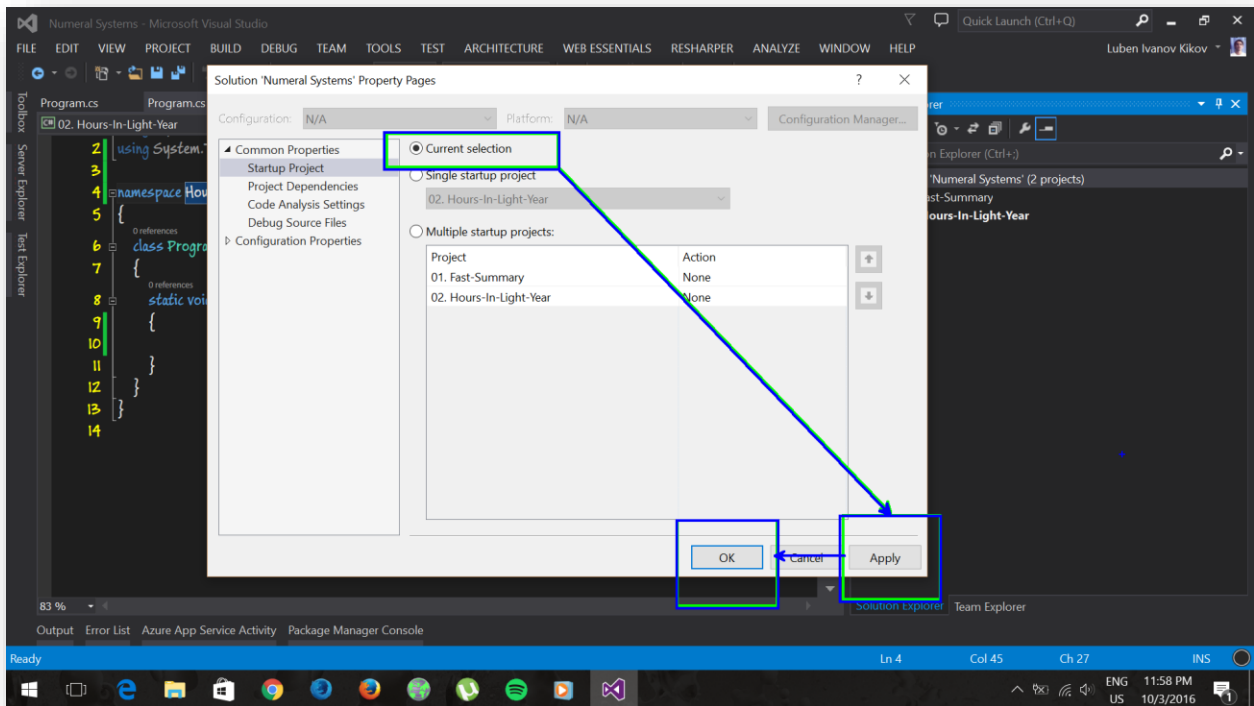 Numeral Systems - Microsoft Visual Studio
Quick Launch (Ctrl+Q)
FILE EDIT VIEW PROJECT BUILD DEBUG TEAM TOOLS TEST ARCHITECTURE WEB ESSENTIALS RESHARPER ANALYZE WINDOW HELP
Luben Ivanov Kikov
Toolbox
Server Explorer
Test Explorer
Program.cs
Program.cs
02. Hours-In-Light-Year
2 using System.
3
4 namespace Hou
5 {
0 references
6 class Progra
7 {
0 references
8 static voi
9 {
10
11 }
12 }
13 }
14
83 %
Solution 'Numeral Systems' Property Pages
? 
Configuration: N/A
Platform: N/A
Configuration Manager...
Common Properties
Startup Project
Project Dependencies
Code Analysis Settings
Debug Source Files
Configuration Properties
Current selection
Single startup project
02. Hours-In-Light-Year
Multiple startup projects:
Project Action
01. Fast-Summary None
02. Hours-In-Light-Year None
OK
Cancel
Apply
rer
n Explorer (Ctrl+;)
'Numeral Systems' (2 projects)
ast-Summary
ours-In-Light-Year
Solution Explorer Team Explorer
Output Error List Azure App Service Activity Package Manager Console
Ready
Ln 4 Col 45 Ch 27 INS
ENG
US
11:58 PM
10/3/2016
1